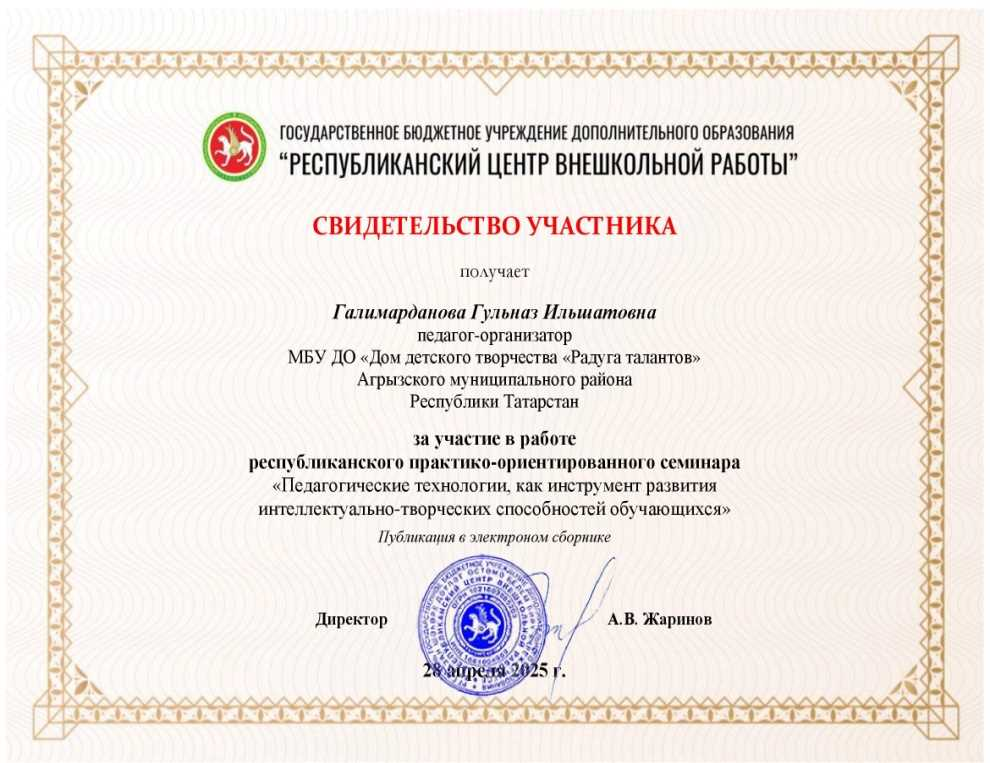 ГОСУДАРСТВЕННОЕ БЮДЖЕТНОЕ УЧРЕЖДЕНИЕ ДОПОЛНИТЕЛЬНОГО ОБРАЗОВАНИЯ
“РЕСПУБЛИКАНСКИЙ ЦЕНТР ВНЕШКОЛЬНОЙ РАБОТЫ”
СВИДЕТЕЛЬСТВО УЧАСТНИКА
получает
Галимарданова Гульназ Ильшатовна
педагог-организатор
МБУ ДО «Дом детского творчества «Радуга талантов»
Агрызского муниципального района
Республики Татарстан
за участие в работе
республиканского практико-ориентированного семинара
«Педагогические технологии, как инструмент развития
интеллектуально-творческих способностей обучающихся»
Публикация в электроном сборнике
Директор
А.В. Жаринов
28 апреля 2025 г.